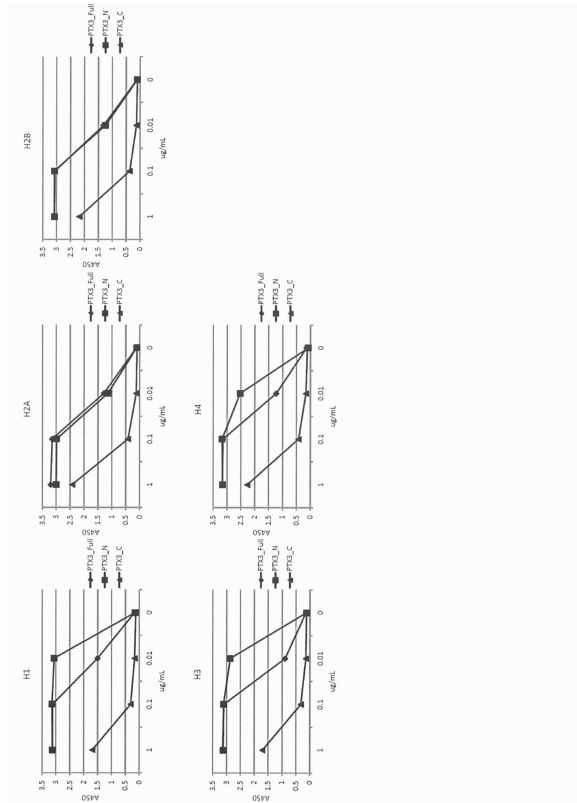 H1
3.5
3
2.5
2
1.5
1
0.5
0
A450
1 0.1 0.01 0
ug/mL
PTX3_Full
PTX3_N
PTX3_C
H2A
3.5
3
2.5
2
1.5
1
0.5
0
A450
1 0.1 0.01 0
ug/mL
PTX3_Full
PTX3_N
PTX3_C
H2B
3.5
3
2.5
2
1.5
1
0.5
0
A450
1 0.1 0.01 0
ug/mL
PTX3_Full
PTX3_N
PTX3_C
H3
3.5
3
2.5
2
1.5
1
0.5
0
A450
1 0.1 0.01 0
ug/mL
PTX3_Full
PTX3_N
PTX3_C
H4
3.5
3
2.5
2
1.5
1
0.5
0
A450
1 0.1 0.01 0
ug/mL
PTX3_Full
PTX3_N
PTX3_C